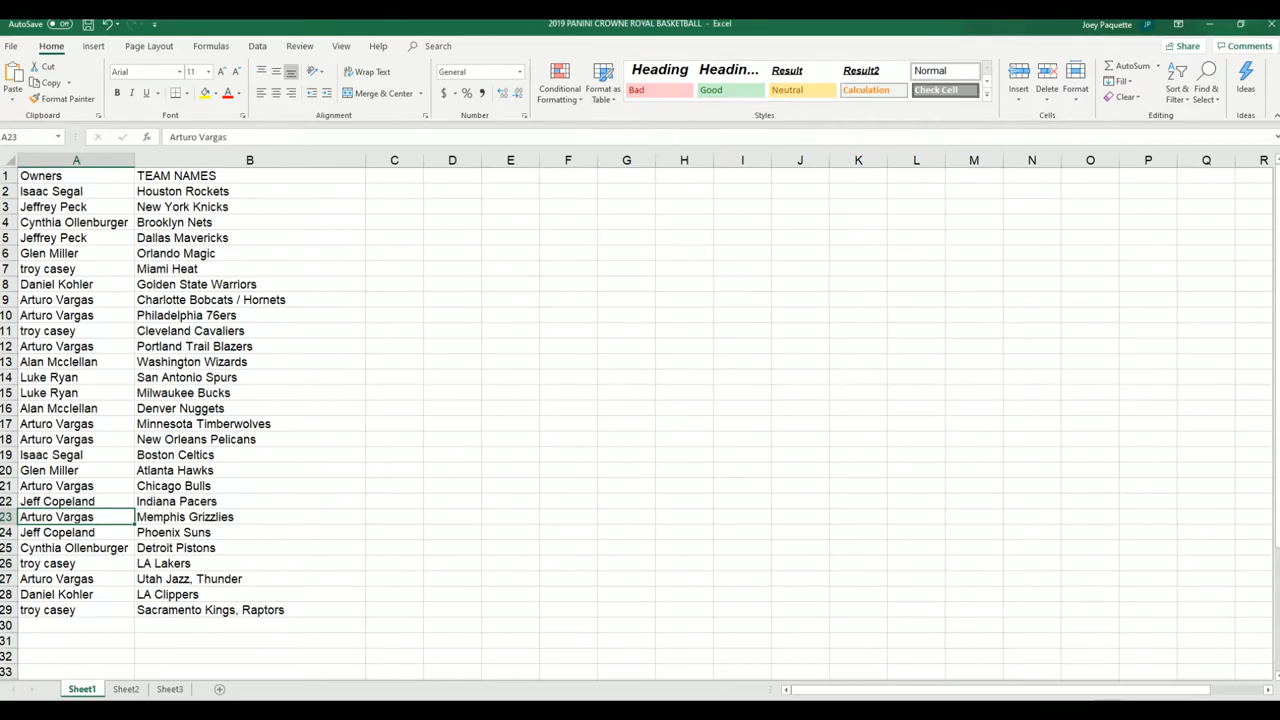 AutoSave Off 2019 PANINI CROWNE ROYAL BASKETBALL - Excel Joey Paquette JP
File Home Insert Page Layout Formulas Data Review View Help Search Share Comments
Paste Cut Copy Format Painter Clipboard
Arial 11 B I U Font
Wrap Text Merge & Center Alignment
General $ % Number
Conditional Formatting Format as Table
Heading Headin... Result Result2 Normal
Bad Good Neutral Calculation Check Cell
Styles
Insert Delete Format Cells
AutoSum Fill Clear Sort & Filter Find & Select Editing
Ideas Ideas
A23 fx Arturo Vargas
A B C D E F G H I J K L M N O P Q R
1 Owners TEAM NAMES
2 Isaac Segal Houston Rockets
3 Jeffrey Peck New York Knicks
4 Cynthia Ollenburger Brooklyn Nets
5 Jeffrey Peck Dallas Mavericks
6 Glen Miller Orlando Magic
7 troy casey Miami Heat
8 Daniel Kohler Golden State Warriors
9 Arturo Vargas Charlotte Bobcats / Hornets
10 Arturo Vargas Philadelphia 76ers
11 troy casey Cleveland Cavaliers
12 Arturo Vargas Portland Trail Blazers
13 Alan Mcclellan Washington Wizards
14 Luke Ryan San Antonio Spurs
15 Luke Ryan Milwaukee Bucks
16 Alan Mcclellan Denver Nuggets
17 Arturo Vargas Minnesota Timberwolves
18 Arturo Vargas New Orleans Pelicans
19 Isaac Segal Boston Celtics
20 Glen Miller Atlanta Hawks
21 Arturo Vargas Chicago Bulls
22 Jeff Copeland Indiana Pacers
23 Arturo Vargas Memphis Grizzlies
24 Jeff Copeland Phoenix Suns
25 Cynthia Ollenburger Detroit Pistons
26 troy casey LA Lakers
27 Arturo Vargas Utah Jazz, Thunder
28 Daniel Kohler LA Clippers
29 troy casey Sacramento Kings, Raptors
30
31
32
33
Sheet1 Sheet2 Sheet3